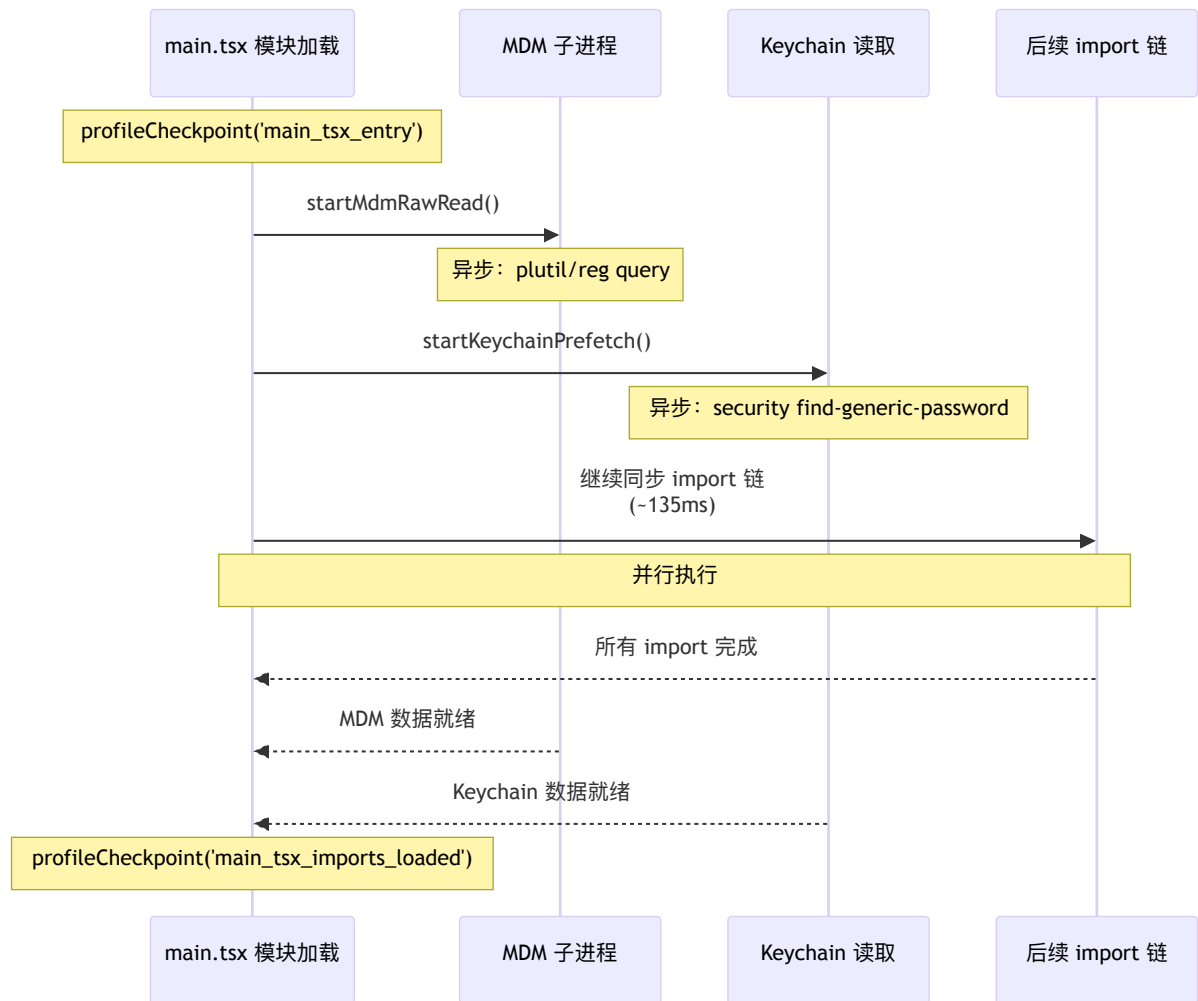 main.tsx 模块加载
MDM 子进程
Keychain 读取
后续 import 链
profileCheckpoint('main_tsx_entry')
startMdmRawRead()
异步：plutil/reg query
startKeychainPrefetch()
异步：security find-generic-password
继续同步 import 链
(~135ms)
并行执行
所有 import 完成
MDM 数据就绪
Keychain 数据就绪
profileCheckpoint('main_tsx_imports_loaded')
main.tsx 模块加载
MDM 子进程
Keychain 读取
后续 import 链